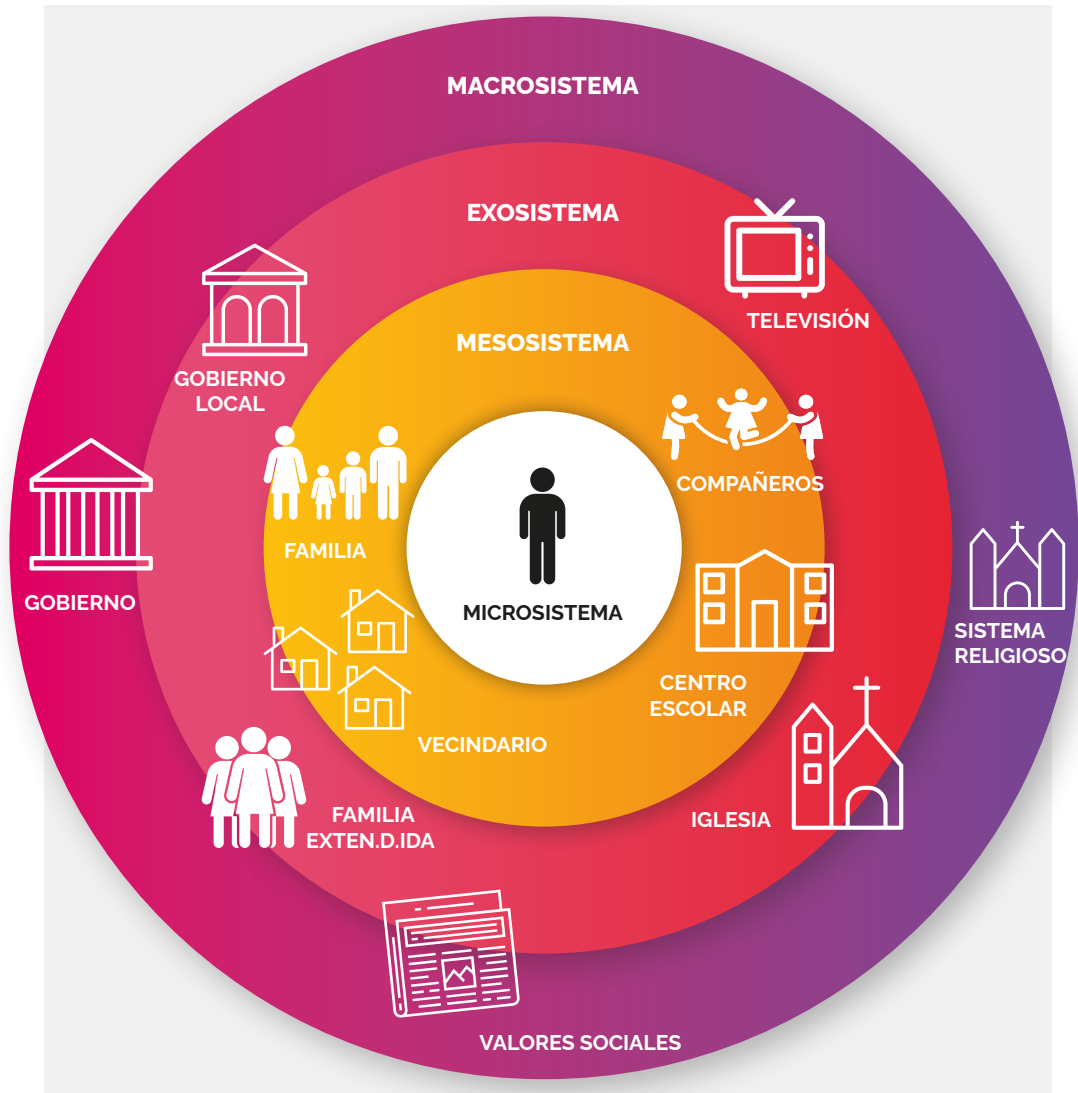 MACROSISTEMA
EXOSISTEMA
TELEVISIÓN
MESOSISTEMA
GOBIERNO
LOCAL
COMPAÑEROS
FAMILIA
GOBIERNO
MICROSISTEMA
SISTEMA
RELIGIOSO
CENTRO
ESCOLAR
VECINDARIO
FAMILIA
EXTEN.D.IDA
IGLESIA
VALORES SOCIALES